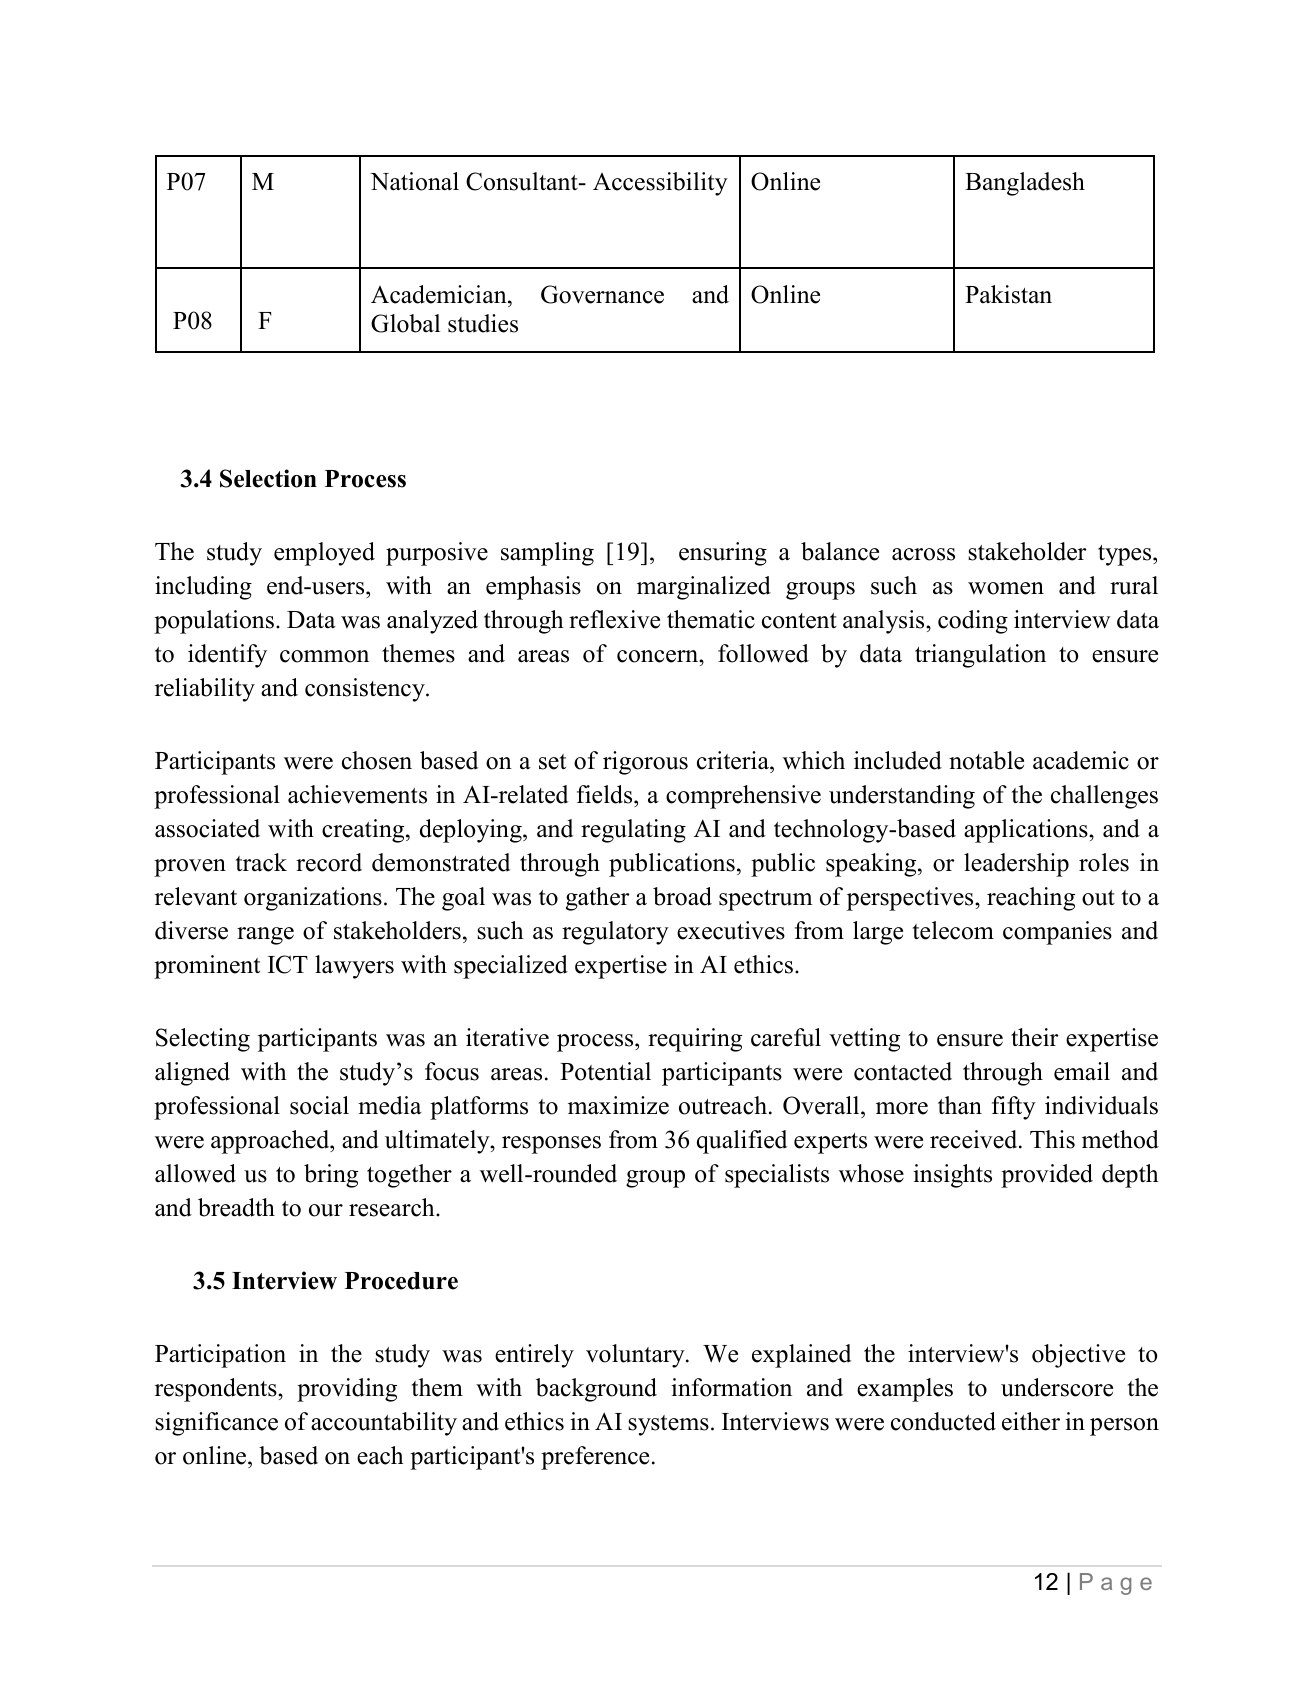 P07 M National Consultant- Accessibility Online Bangladesh
P08 F Academician, Governance and Global studies Online Pakistan
3.4 Selection Process
The study employed purposive sampling [19],  ensuring a balance across stakeholder types,
including end-users, with an emphasis on marginalized groups such as women and rural
populations. Data was analyzed through reflexive thematic content analysis, coding interview data
to identify common themes and areas of concern, followed by data triangulation to ensure
reliability and consistency.
Participants were chosen based on a set of rigorous criteria, which included notable academic or
professional achievements in AI-related fields, a comprehensive understanding of the challenges
associated with creating, deploying, and regulating AI and technology-based applications, and a
proven track record demonstrated through publications, public speaking, or leadership roles in
relevant organizations. The goal was to gather a broad spectrum of perspectives, reaching out to a
diverse range of stakeholders, such as regulatory executives from large telecom companies and
prominent ICT lawyers with specialized expertise in AI ethics.
Selecting participants was an iterative process, requiring careful vetting to ensure their expertise
aligned with the study’s focus areas. Potential participants were contacted through email and
professional social media platforms to maximize outreach. Overall, more than fifty individuals
were approached, and ultimately, responses from 36 qualified experts were received. This method
allowed us to bring together a well-rounded group of specialists whose insights provided depth
and breadth to our research.
3.5 Interview Procedure
Participation in the study was entirely voluntary. We explained the interview's objective to
respondents, providing them with background information and examples to underscore the
significance of accountability and ethics in AI systems. Interviews were conducted either in person
or online, based on each participant's preference.
12 | Page